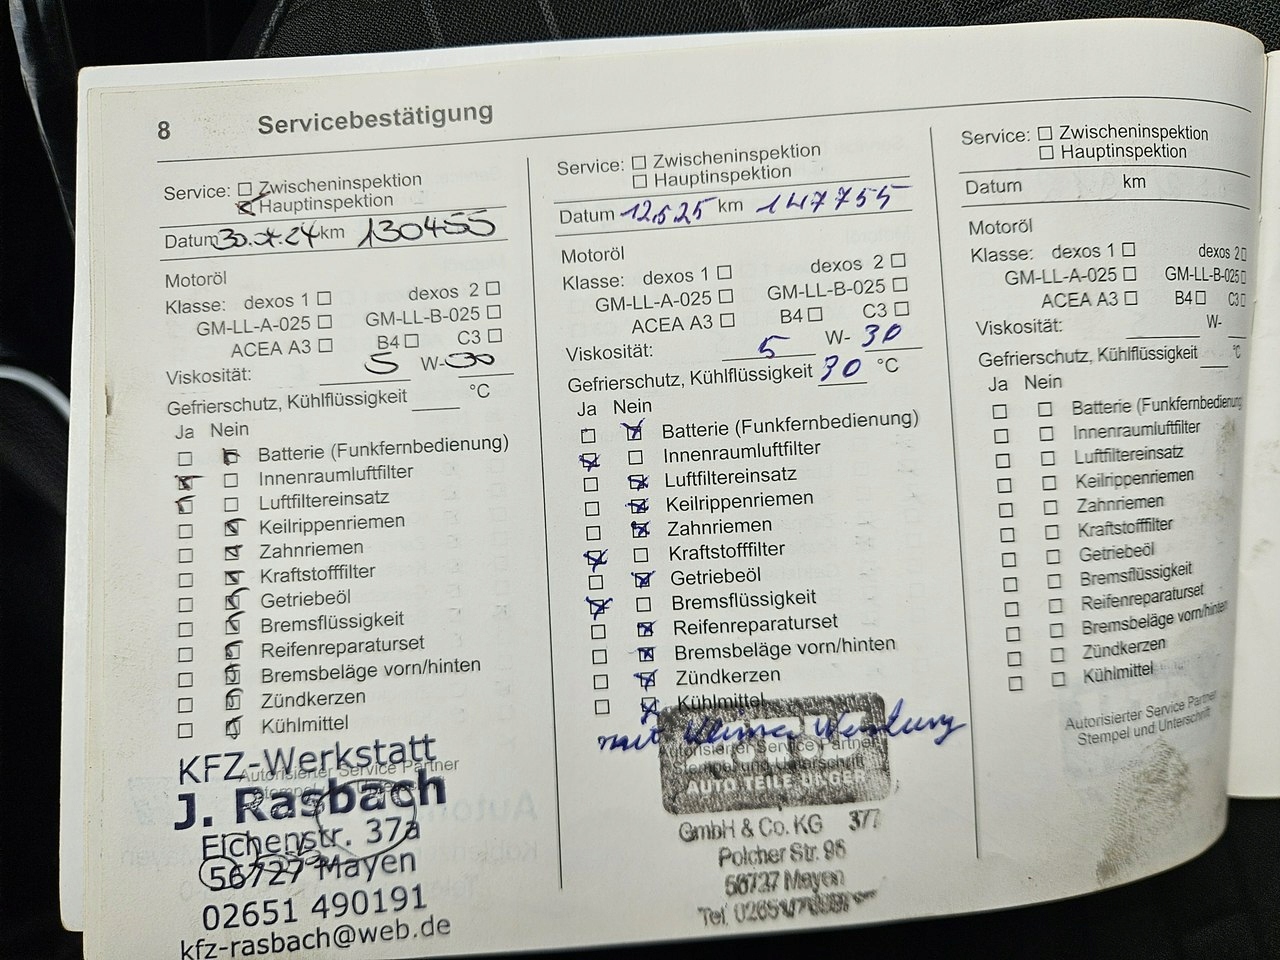 8 Servicebestätigung
Service: Zwischeninspektion
Hauptinspektion
Datum 30.07.24 km 130455
Motoröl
Klasse: dexos 1 dexos 2
GM-LL-A-025 GM-LL-B-025
ACEA A3 B4 C3
Viskosität: 5 W-30
Gefrierschutz, Kühlflüssigkeit °C
Ja Nein
Batterie (Funkfernbedienung)
Innenraumluftfilter
Luftfiltereinsatz
Keilrippenriemen
Zahnriemen
Kraftstofffilter
Getriebeöl
Bremsflüssigkeit
Reifenreparaturset
Bremsbeläge vorn/hinten
Zündkerzen
Kühlmittel
Autorisierter Service Partner
KFZ-Werkstatt
J. Rasbach
Eichenstr. 37a
56727 Mayen
02651 490191
kfz-rasbach@web.de
Service: Zwischeninspektion
Hauptinspektion
Datum 12.5.25 km 147755
Motoröl
Klasse: dexos 1 dexos 2
GM-LL-A-025 GM-LL-B-025
ACEA A3 B4 C3
Viskosität: 5 W- 30
Gefrierschutz, Kühlflüssigkeit 30 °C
Ja Nein
Batterie (Funkfernbedienung)
Innenraumluftfilter
Luftfiltereinsatz
Keilrippenriemen
Zahnriemen
Kraftstofffilter
Getriebeöl
Bremsflüssigkeit
Reifenreparaturset
Bremsbeläge vorn/hinten
Zündkerzen
Kühlmittel
mit Klima Wartung
Autorisierter Service Partner
Stempel und Unterschrift
AUTO TEILE UNGER
GmbH & Co. KG 377
Polcher Str. 96
56727 Mayen
Tel. 02651
Service: Zwischeninspektion
Hauptinspektion
Datum km
Motoröl
Klasse: dexos 1 dexos 2
GM-LL-A-025 GM-LL-B-025
ACEA A3 B4 C3
Viskosität: W-
Gefrierschutz, Kühlflüssigkeit °C
Ja Nein
Batterie (Funkfernbedienung
Innenraumluftfilter
Luftfiltereinsatz
Keilrippenriemen
Zahnriemen
Kraftstofffilter
Getriebeöl
Bremsflüssigkeit
Reifenreparaturset
Bremsbeläge vorn/hinten
Zündkerzen
Kühlmittel
Autorisierter Service Partner
Stempel und Unterschrift